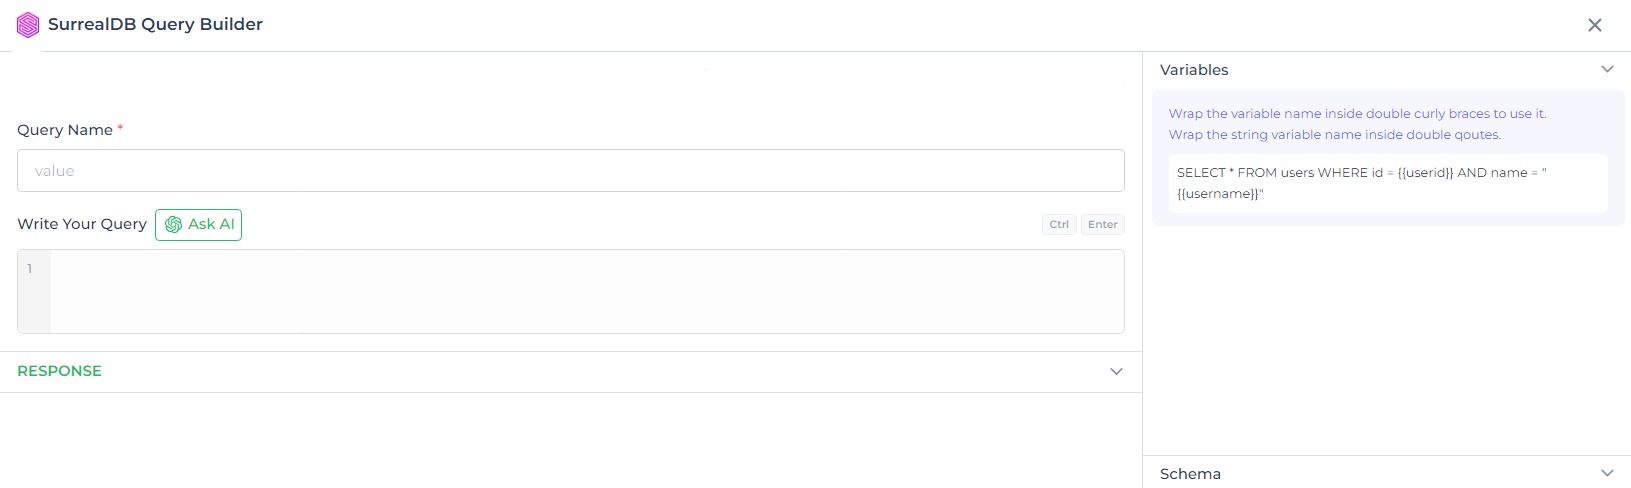 SurrealDB Query Builder
Query Name *
value
Write Your Query Ask AI Ctrl Enter
1
RESPONSE
Variables
Wrap the variable name inside double curly braces to use it.
Wrap the string variable name inside double qoutes.
SELECT * FROM users WHERE id = {{userid}} AND name = "
{{username}}"
Schema